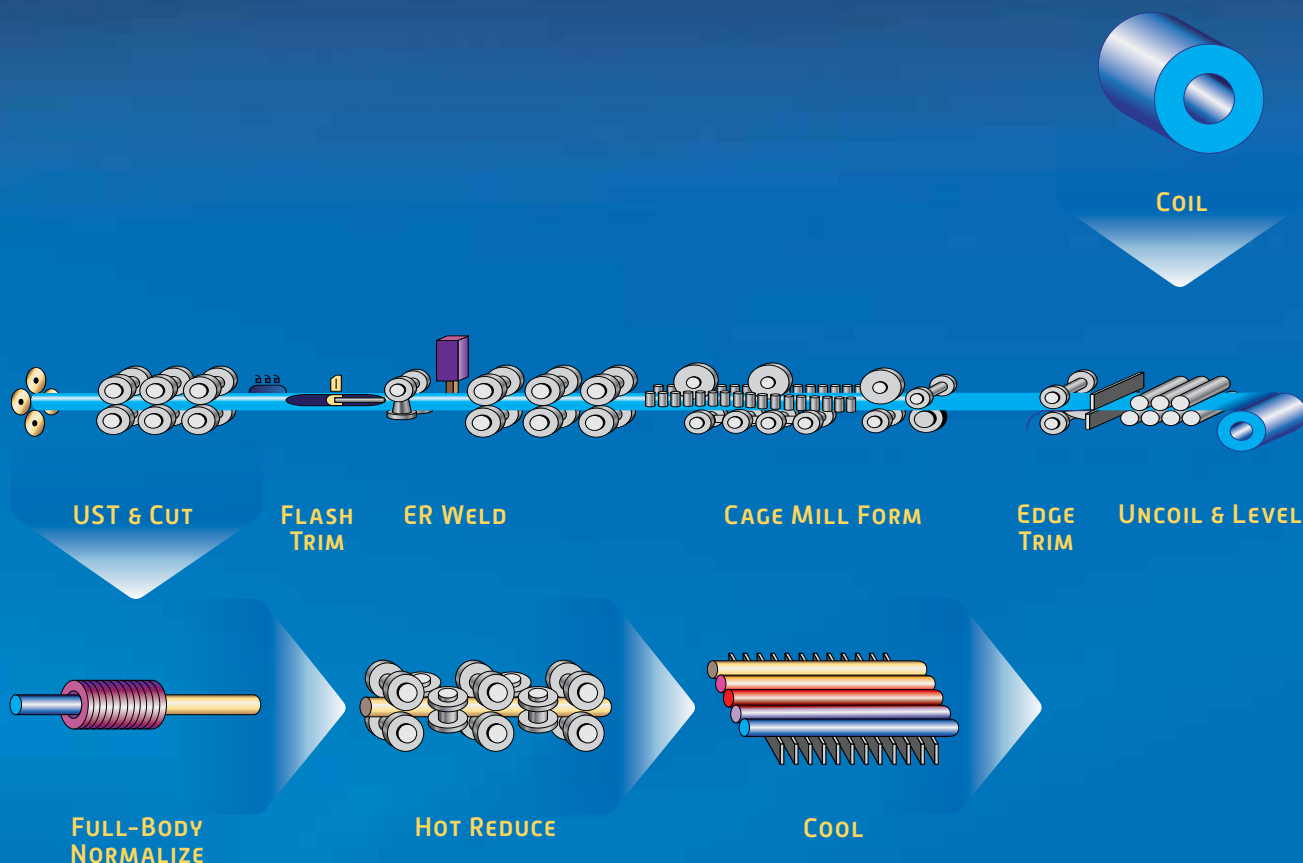 Coil
UST & Cut
Flash
Trim
ER Weld
Cage Mill Form
Edge
Trim
Uncoil & Level
Full-Body
Normalize
Hot Reduce
Cool